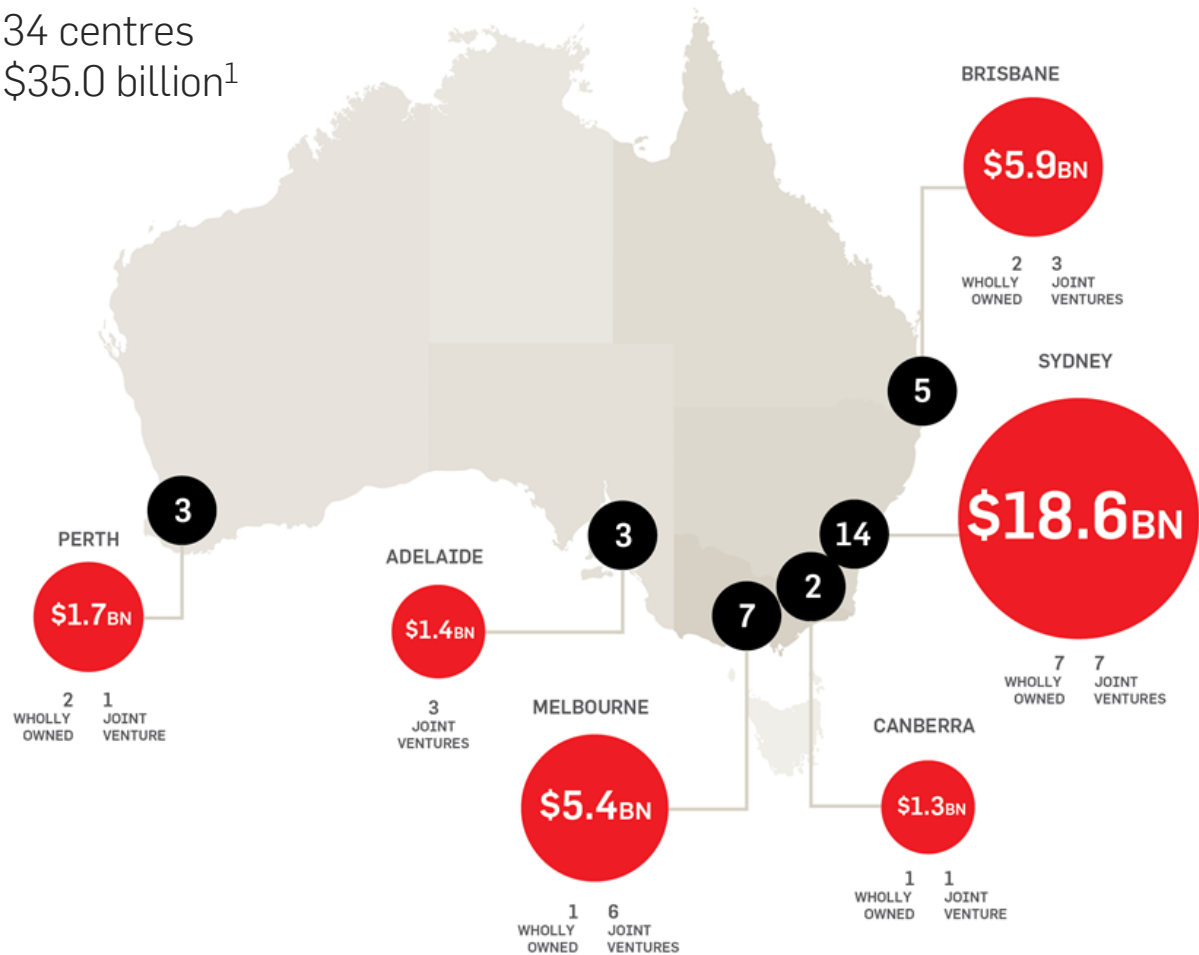 34 centres
$35.0 billion¹
BRISBANE
$5.9BN
2 3
WHOLLY JOINT
OWNED VENTURES
5
SYDNEY
$18.6BN
7 7
WHOLLY JOINT
OWNED VENTURES
14
3
PERTH
$1.7BN
2 1
WHOLLY JOINT
OWNED VENTURE
3
ADELAIDE
$1.4BN
3
JOINT
VENTURES
7
MELBOURNE
$5.4BN
1 6
WHOLLY JOINT
OWNED VENTURES
2
CANBERRA
$1.3BN
1 1
WHOLLY JOINT
OWNED VENTURE